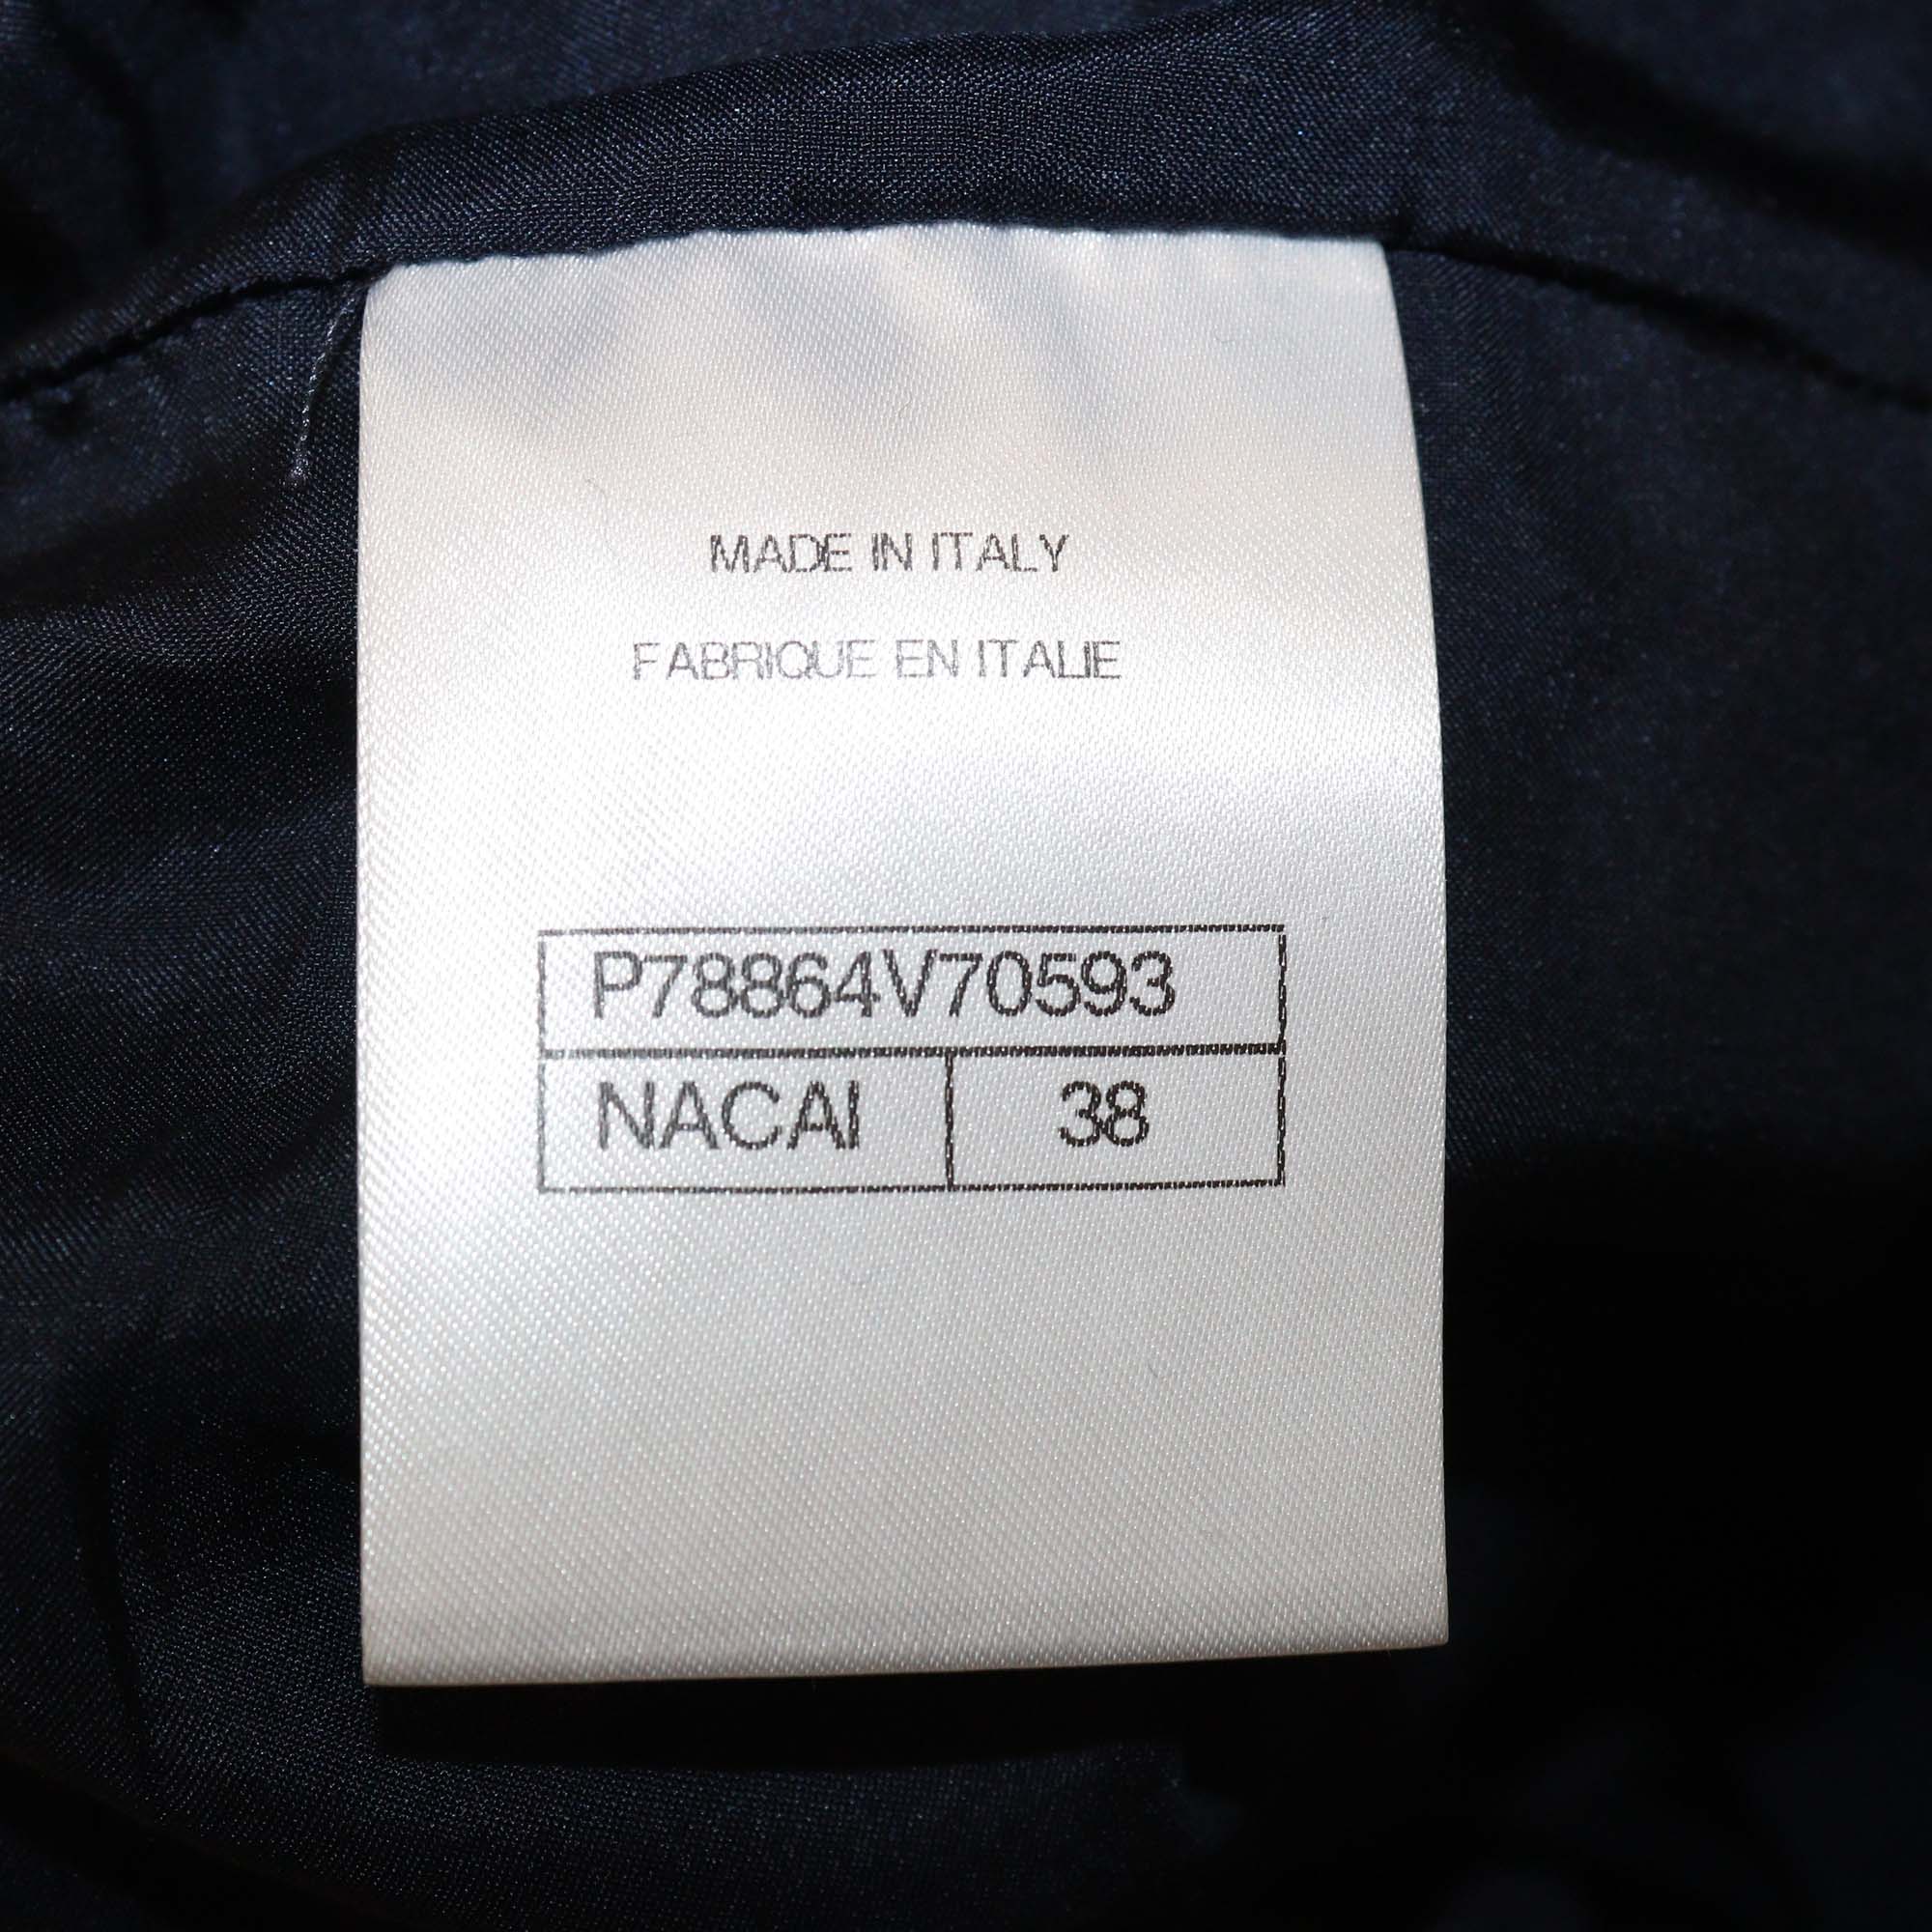 MADE IN ITALY
FABRIQUE EN ITALIE
P78864V70593
NACAI 38